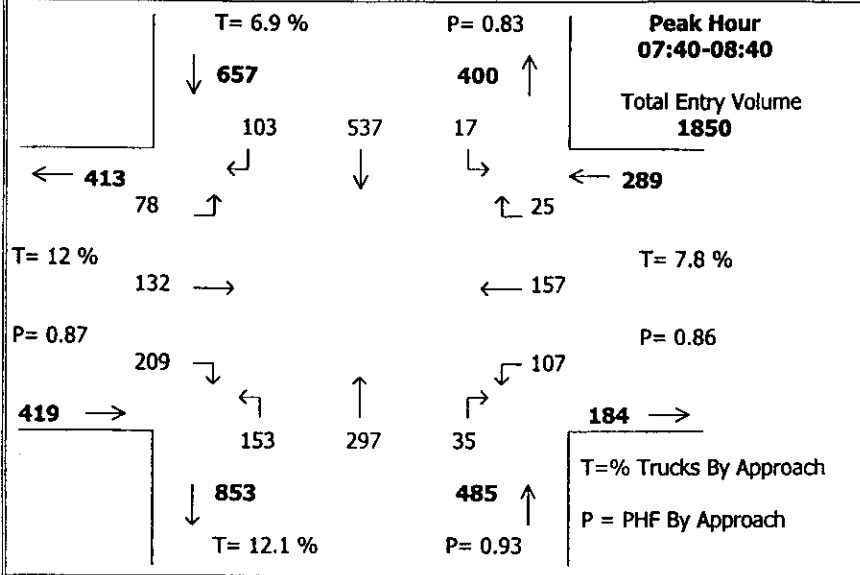 T= 6.9 %
P= 0.83
Peak Hour
07:40-08:40
657
400
Total Entry Volume
1850
103
537
17
413
289
78
25
T= 12 %
T= 7.8 %
132
157
P= 0.87
P= 0.86
209
107
419
184
153
297
35
T=% Trucks By Approach
853
485
P = PHF By Approach
T= 12.1 %
P= 0.93